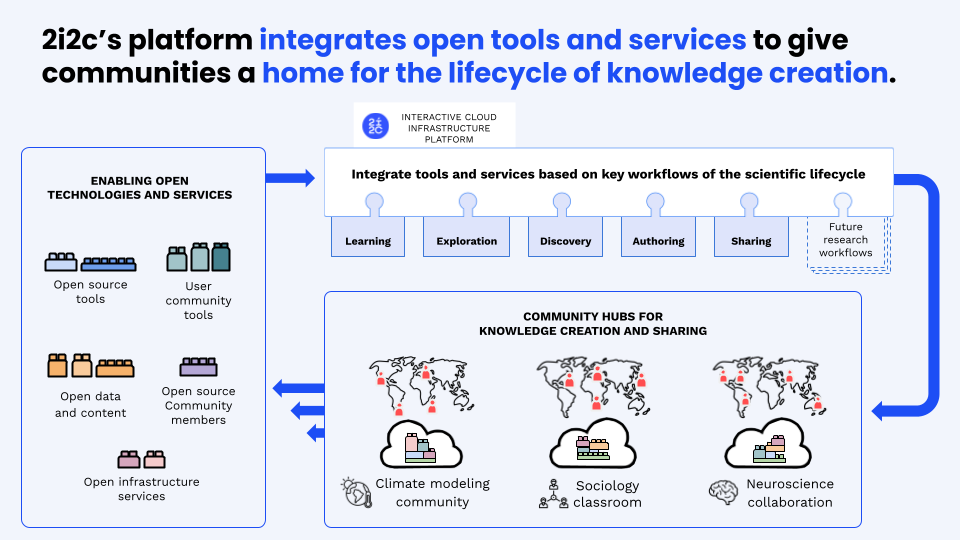 2i2c’s platform integrates open tools and services to give
communities a home for the lifecycle of knowledge creation.
2i
2C
INTERACTIVE CLOUD
INFRASTRUCTURE
PLATFORM
Integrate tools and services based on key workflows of the scientific lifecycle
Learning
Exploration
Discovery
Authoring
Sharing
Future
research
workflows
ENABLING OPEN
TECHNOLOGIES AND SERVICES
Open source
tools
User
community
tools
Open data
and content
Open source
Community
members
Open infrastructure
services
COMMUNITY HUBS FOR
KNOWLEDGE CREATION AND SHARING
Climate modeling
community
Sociology
classroom
Neuroscience
collaboration